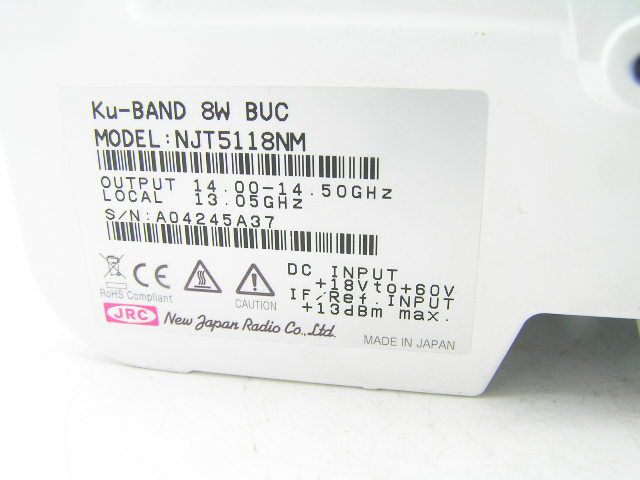 Ku-BAND 8W BUC
MODEL:NJT5118NM
OUTPUT 14.00-14.50GHz
LOCAL 13.05GHz
S/N:A04245A37
RoHS Compliant
CE
CAUTION
DC INPUT
+18Vto+60V
IF/Ref.INPUT
+13dBm max.
JRC New Japan Radio Co.,Ltd.
MADE IN JAPAN